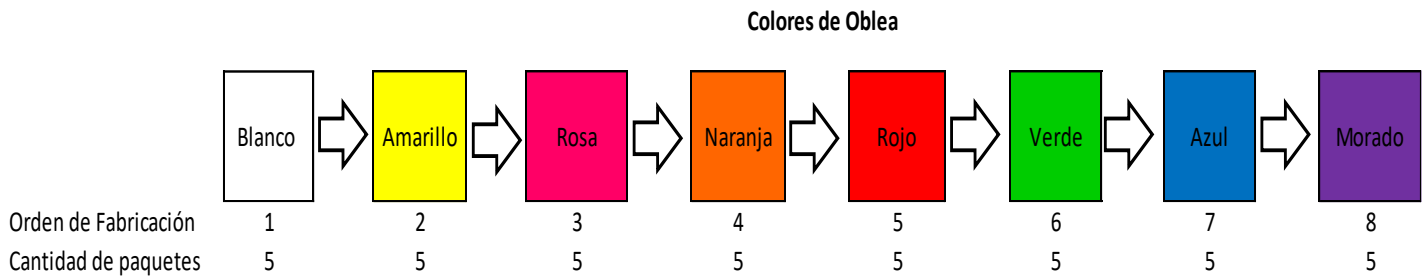 Colores de Oblea
Blanco Amarillo Rosa Naranja Rojo Verde Azul Morado
Orden de Fabricación 1 2 3 4 5 6 7 8
Cantidad de paquetes 5 5 5 5 5 5 5 5